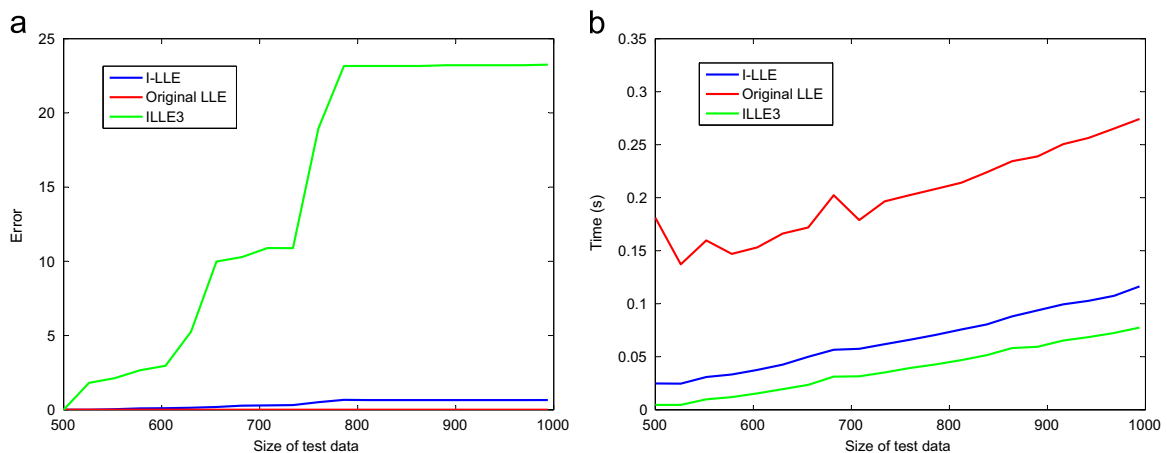 a
25
20
15
10
5
0
Error
I-LLE
Original LLE
ILLE3
500
600
700
800
900
1000
Size of test data
b
0.35
0.3
0.25
0.2
0.15
0.1
0.05
0
Time (s)
I-LLE
Original LLE
ILLE3
500
600
700
800
900
1000
Size of test data